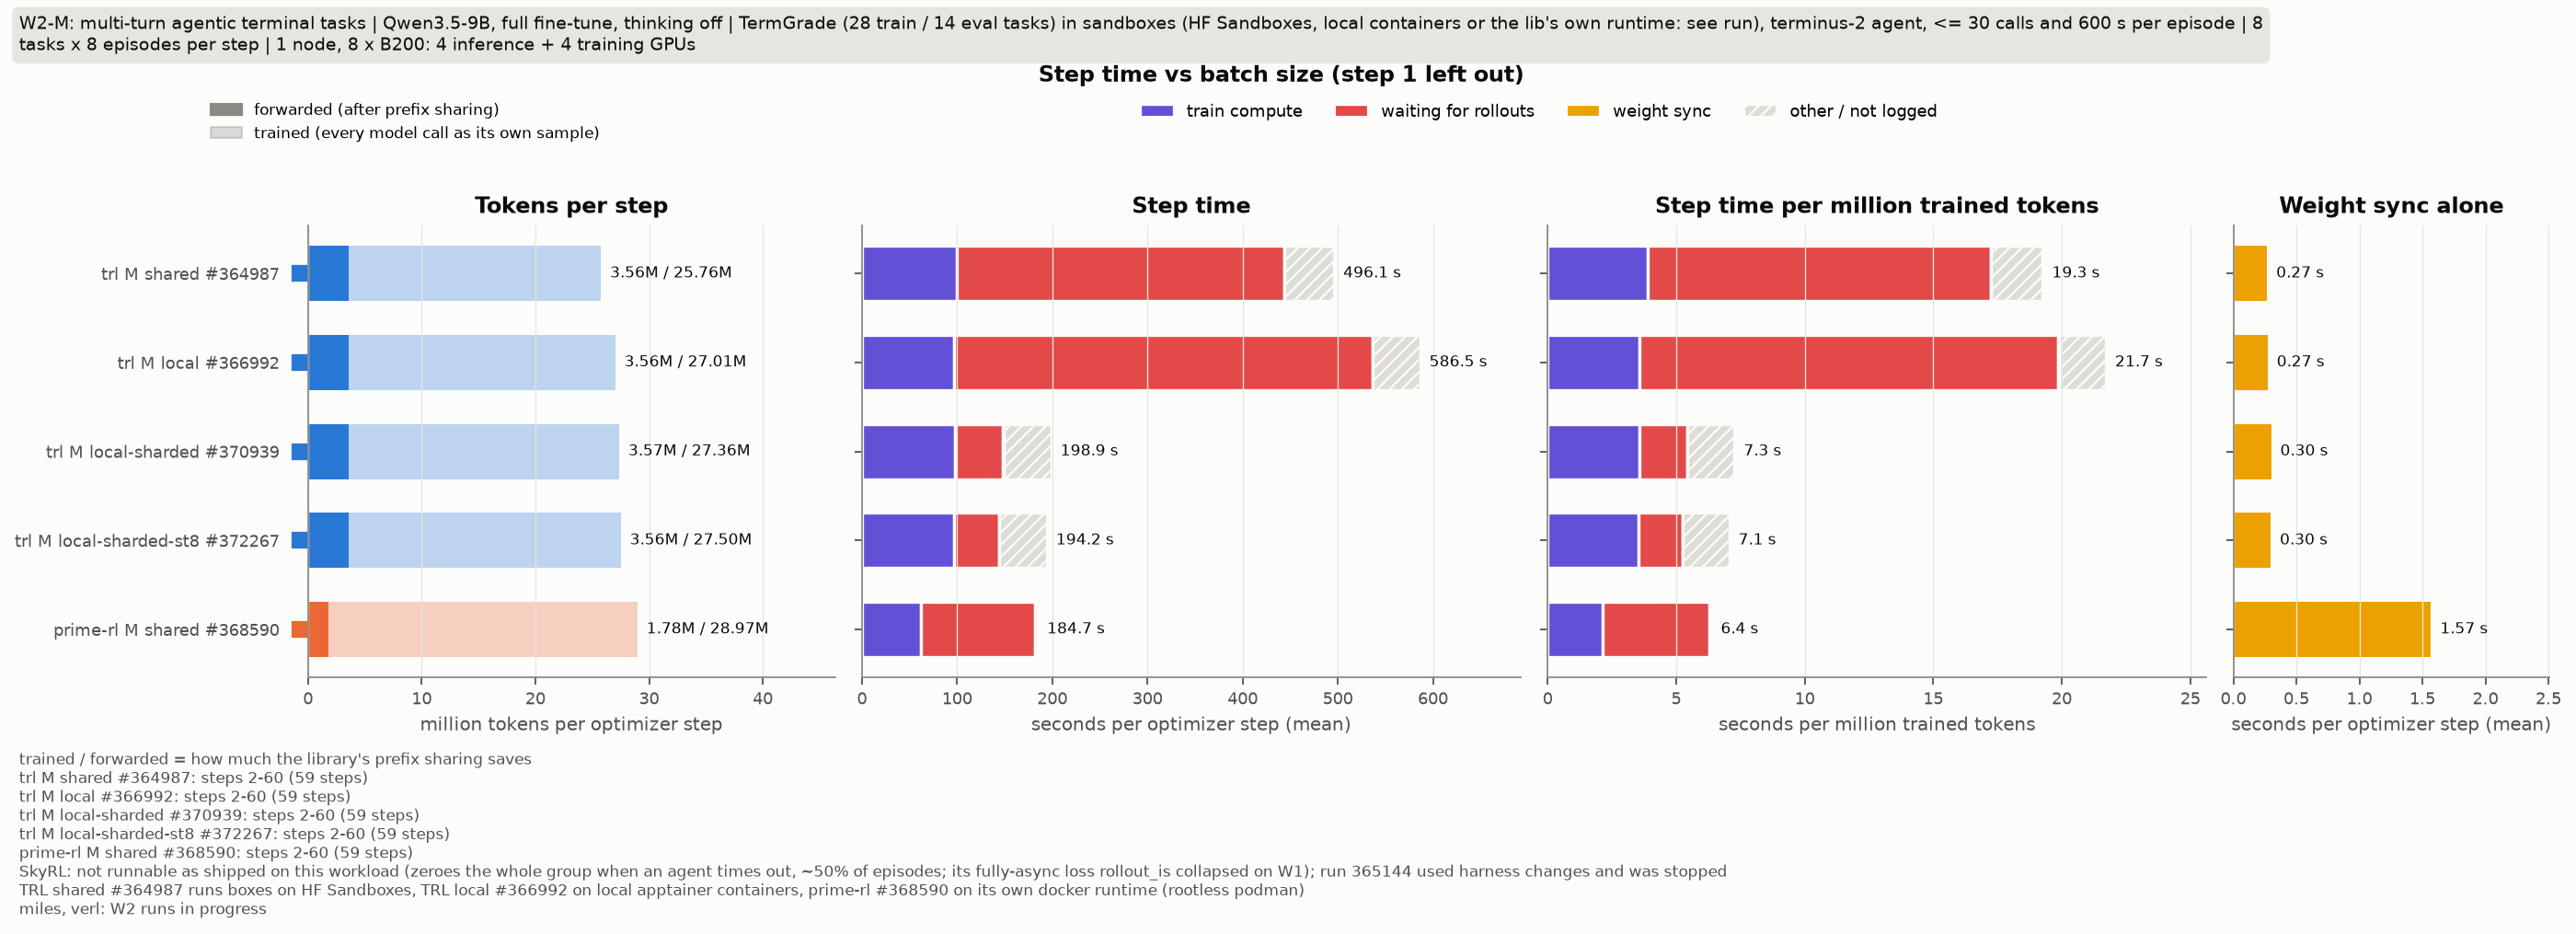 W2-M: multi-turn agentic terminal tasks | Qwen3.5-9B, full fine-tune, thinking off | TermGrade (28 train / 14 eval tasks) in sandboxes (HF Sandboxes, local containers or the lib's own runtime: see run), terminus-2 agent, <= 30 calls and 600 s per episode | 8
tasks x 8 episodes per step | 1 node, 8 x B200: 4 inference + 4 training GPUs
Step time vs batch size (step 1 left out)
forwarded (after prefix sharing)
trained (every model call as its own sample)
train compute
waiting for rollouts
weight sync
other / not logged
Tokens per step
trl M shared #364987
trl M local #366992
trl M local-sharded #370939
trl M local-sharded-st8 #372267
prime-rl M shared #368590
3.56M / 25.76M
3.56M / 27.01M
3.57M / 27.36M
3.56M / 27.50M
1.78M / 28.97M
0 10 20 30 40
million tokens per optimizer step
Step time
496.1 s
586.5 s
198.9 s
194.2 s
184.7 s
0 100 200 300 400 500 600
seconds per optimizer step (mean)
Step time per million trained tokens
19.3 s
21.7 s
7.3 s
7.1 s
6.4 s
0 5 10 15 20 25
seconds per million trained tokens
Weight sync alone
0.27 s
0.27 s
0.30 s
0.30 s
1.57 s
0.0 0.5 1.0 1.5 2.0 2.5
seconds per optimizer step (mean)
trained / forwarded = how much the library's prefix sharing saves
trl M shared #364987: steps 2-60 (59 steps)
trl M local #366992: steps 2-60 (59 steps)
trl M local-sharded #370939: steps 2-60 (59 steps)
trl M local-sharded-st8 #372267: steps 2-60 (59 steps)
prime-rl M shared #368590: steps 2-60 (59 steps)
SkyRL: not runnable as shipped on this workload (zeroes the whole group when an agent times out, ~50% of episodes; its fully-async loss rollout_is collapsed on W1); run 365144 used harness changes and was stopped
TRL shared #364987 runs boxes on HF Sandboxes, TRL local #366992 on local apptainer containers, prime-rl #368590 on its own docker runtime (rootless podman)
miles, verl: W2 runs in progress